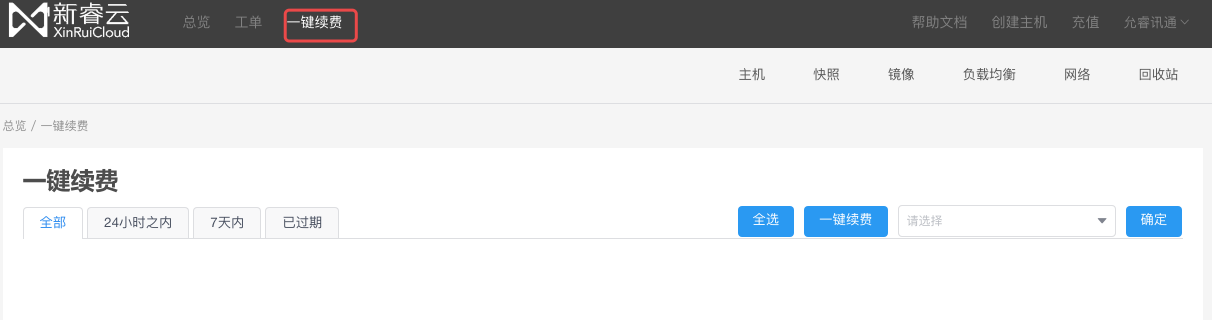 新睿云
XinRuiCloud
总览 工单 一键续费 帮助文档 创建主机 充值 允睿讯通
主机 快照 镜像 负载均衡 网络 回收站
总览 / 一键续费
一键续费
全部 24小时之内 7天内 已过期 全选 一键续费 请选择 确定